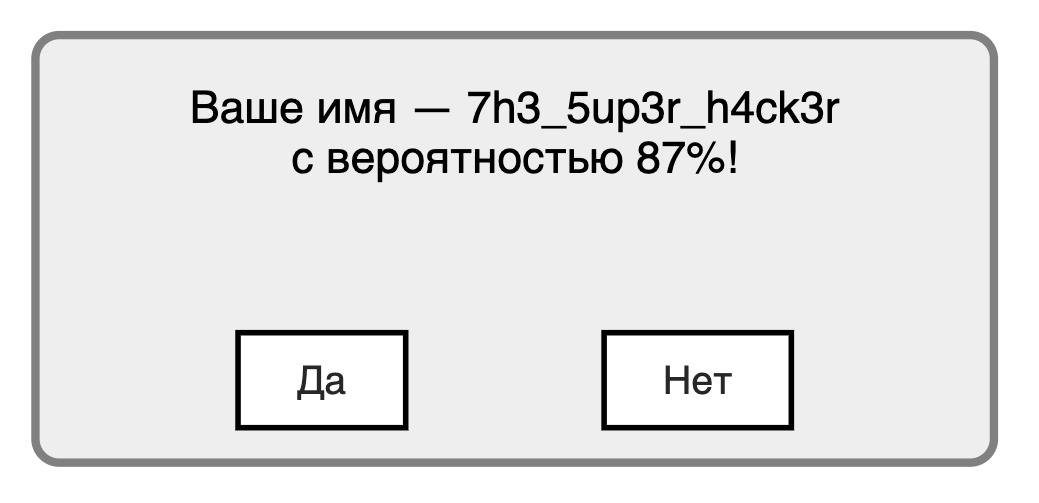 Ваше имя — 7h3_5up3r_h4ck3r
с вероятностью 87%!
Да
Нет